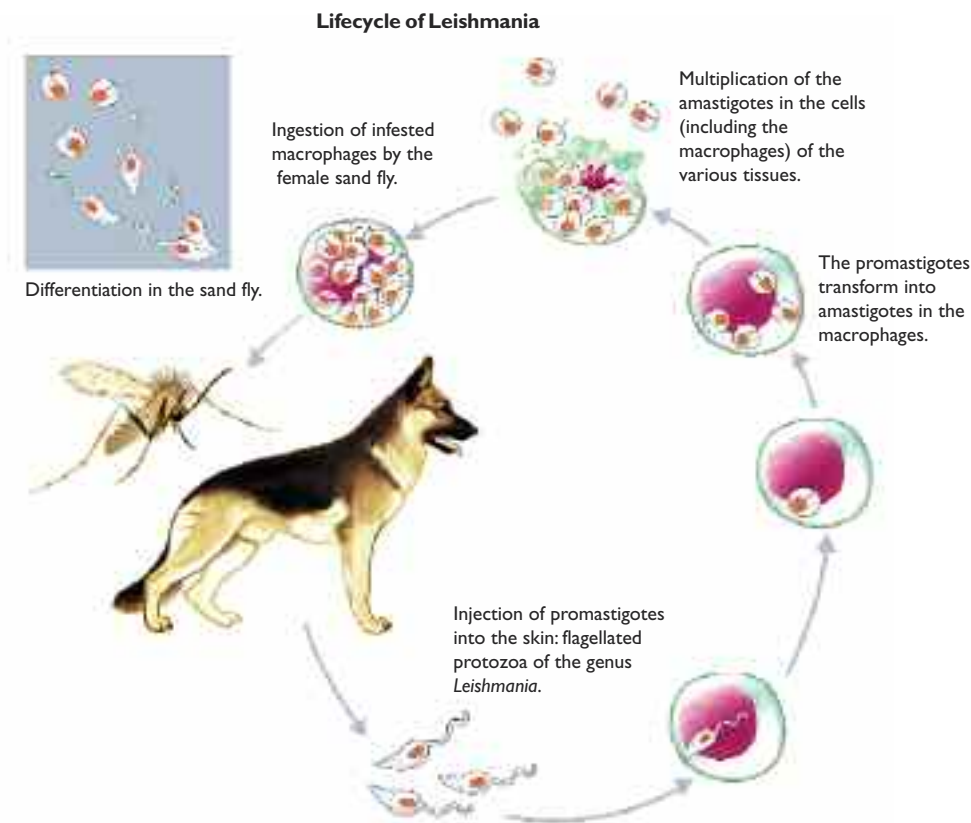 Lifecycle of Leishmania
Ingestion of infested
macrophages by the
female sand fly.
Multiplication of the
amastigotes in the cells
(including the
macrophages) of the
various tissues.
Differentiation in the sand fly.
The promastigotes
transform into
amastigotes in the
macrophages.
Injection of promastigotes
into the skin: flagellated
protozoa of the genus
Leishmania.